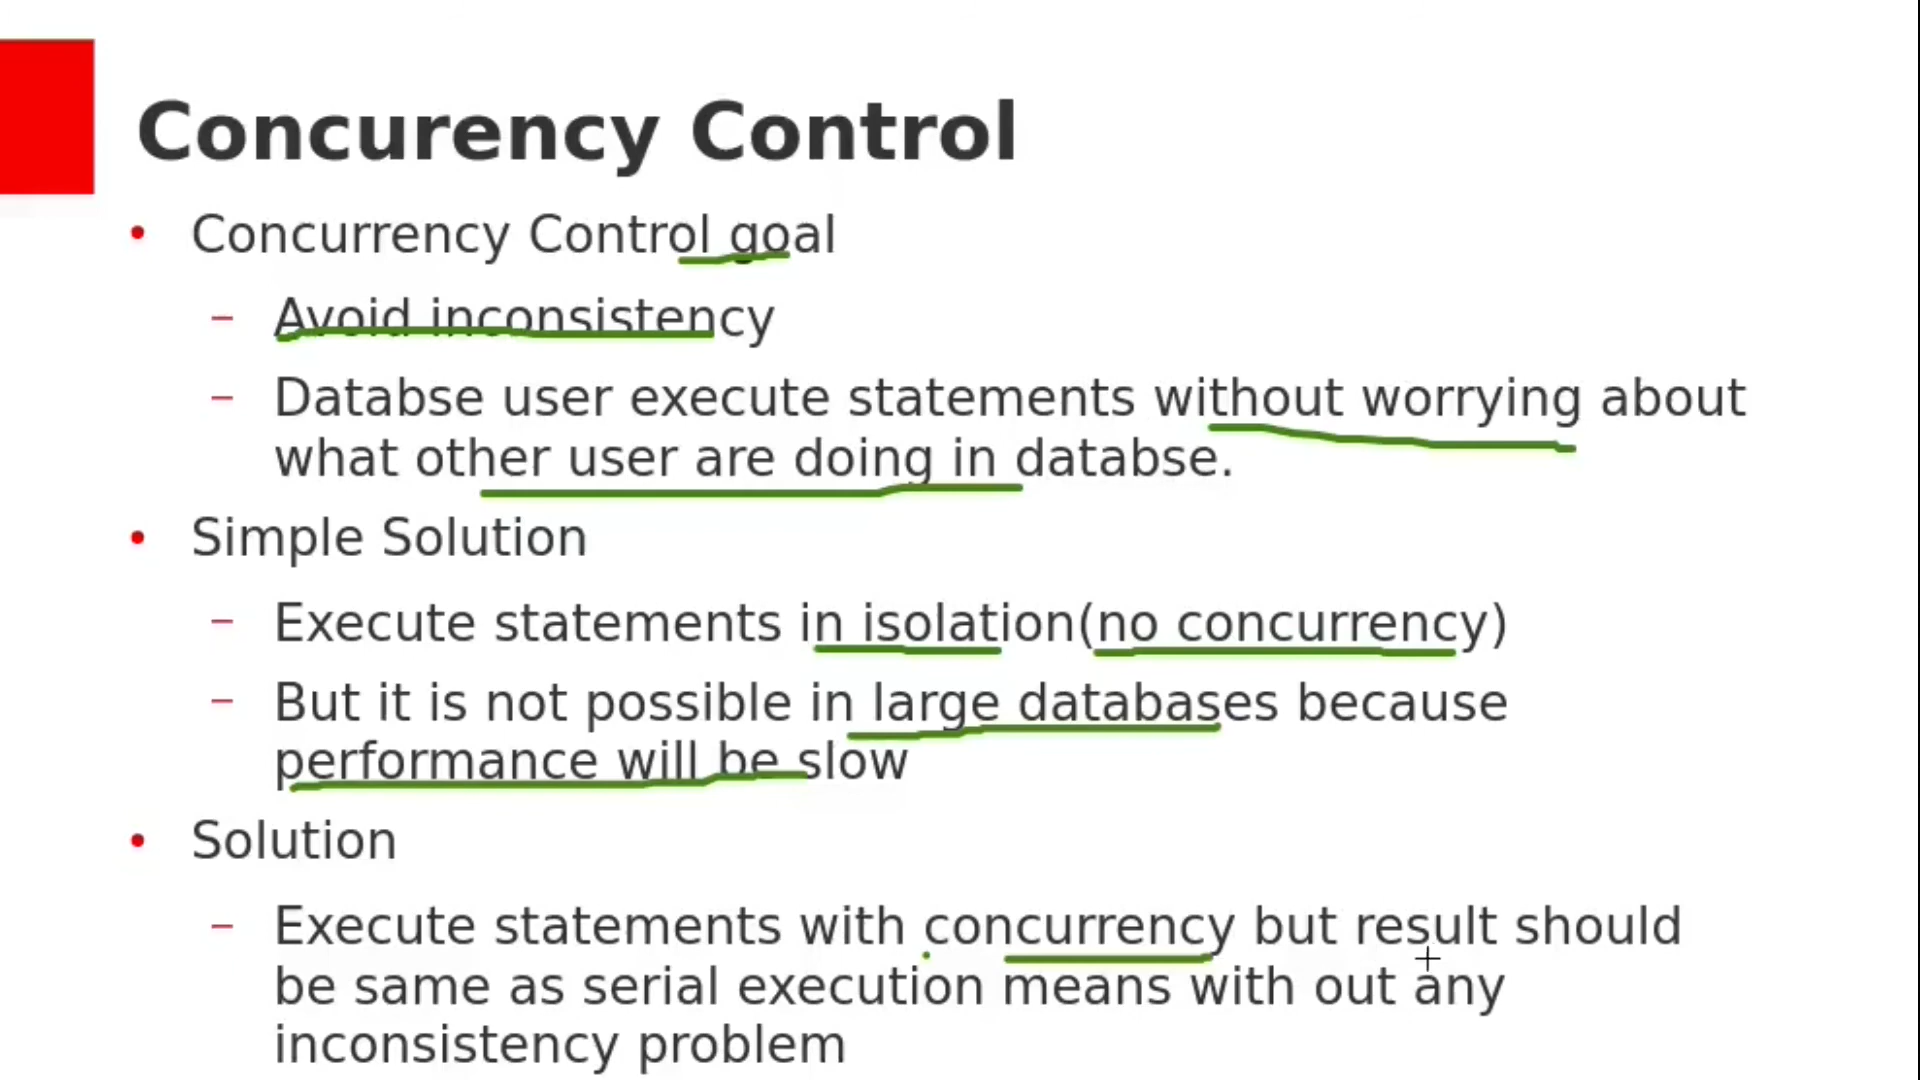 Concurency Control
• Concurrency Control goal
– Avoid inconsistency
– Databse user execute statements without worrying about
what other user are doing in databse.
• Simple Solution
– Execute statements in isolation(no concurrency)
– But it is not possible in large databases because
performance will be slow
• Solution
– Execute statements with concurrency but result should
be same as serial execution means with out any
inconsistency problem